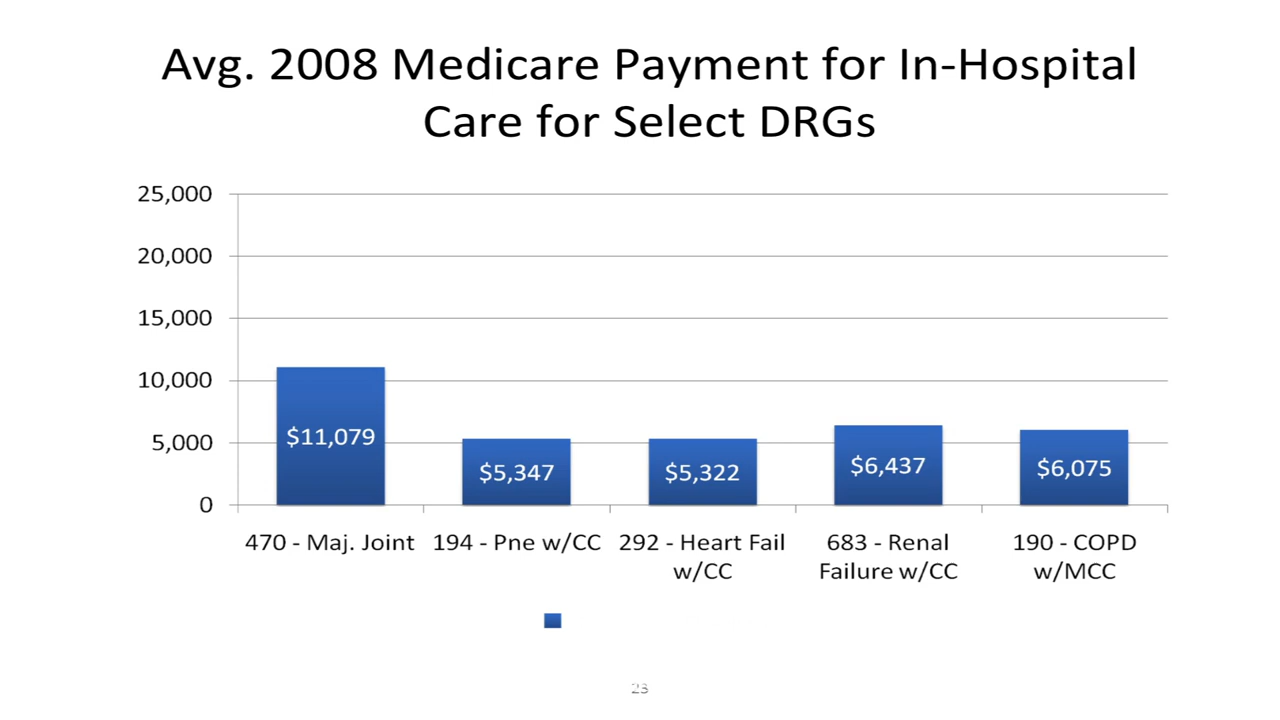 Avg. 2008 Medicare Payment for In-Hospital
Care for Select DRGs
25,000
20,000
15,000
10,000
5,000
0
$11,079
$5,347
$5,322
$6,437
$6,075
470 - Maj. Joint
194 - Pne w/CC
292 - Heart Fail
w/CC
683 - Renal
Failure w/CC
190 - COPD
w/MCC
23